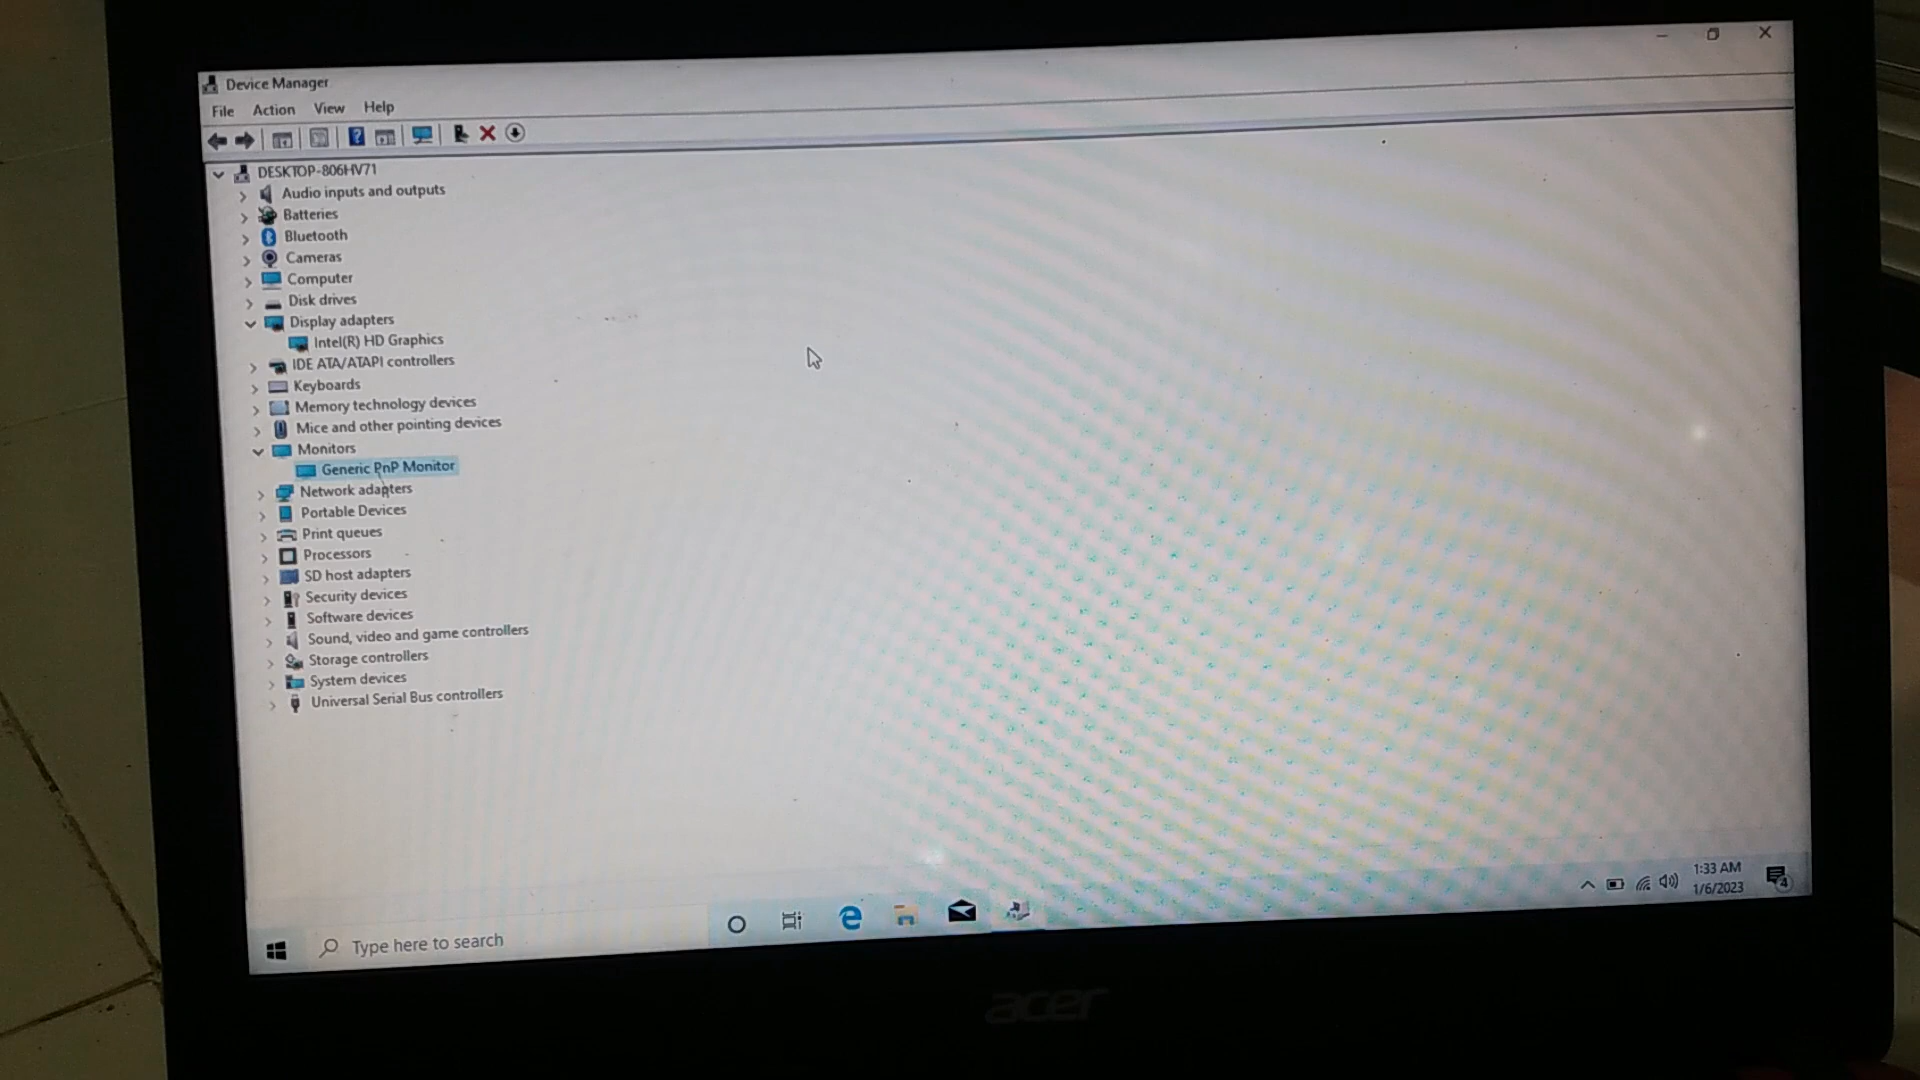 Device Manager
File Action View Help
DESKTOP-806HV71
Audio inputs and outputs
Batteries
Bluetooth
Cameras
Computer
Disk drives
Display adapters
Intel(R) HD Graphics
IDE ATA/ATAPI controllers
Keyboards
Memory technology devices
Mice and other pointing devices
Monitors
Generic PnP Monitor
Network adapters
Portable Devices
Print queues
Processors
SD host adapters
Security devices
Software devices
Sound, video and game controllers
Storage controllers
System devices
Universal Serial Bus controllers
1:33 AM
1/6/2023
4
Type here to search
acer